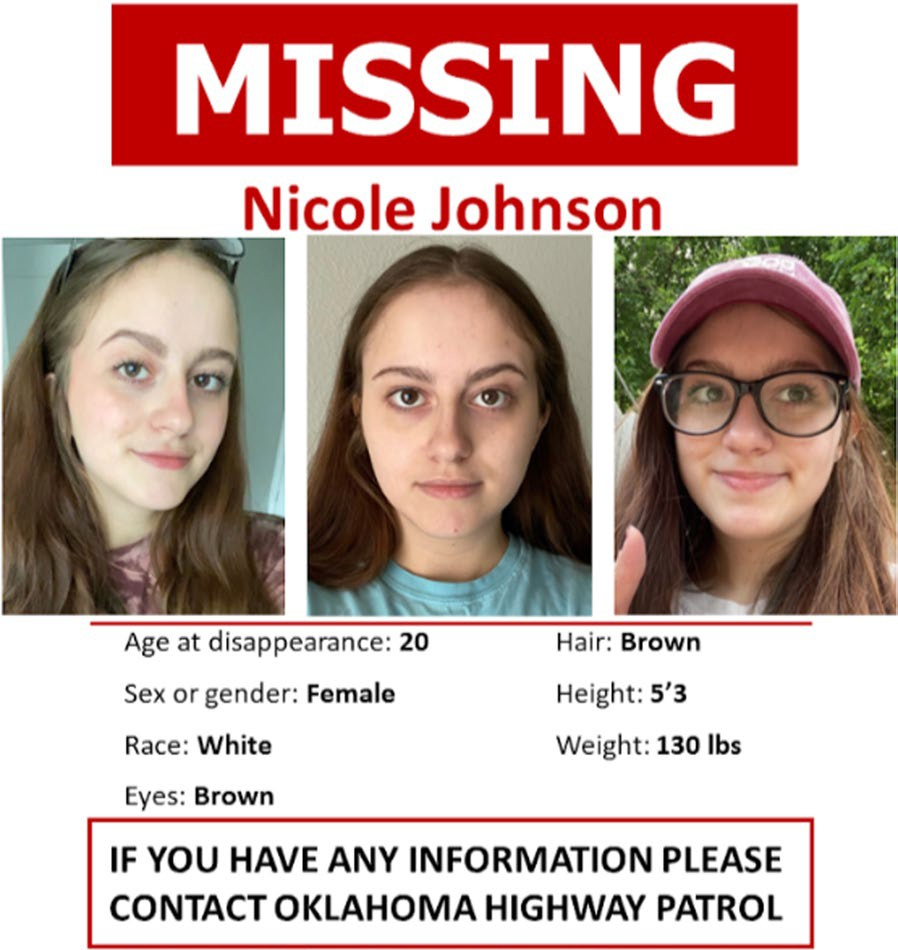 MISSING
Nicole Johnson
Age at disappearance: 20
Hair: Brown
Sex or gender: Female
Height: 5’3
Race: White
Weight: 130 lbs
Eyes: Brown
IF YOU HAVE ANY INFORMATION PLEASE
CONTACT OKLAHOMA HIGHWAY PATROL